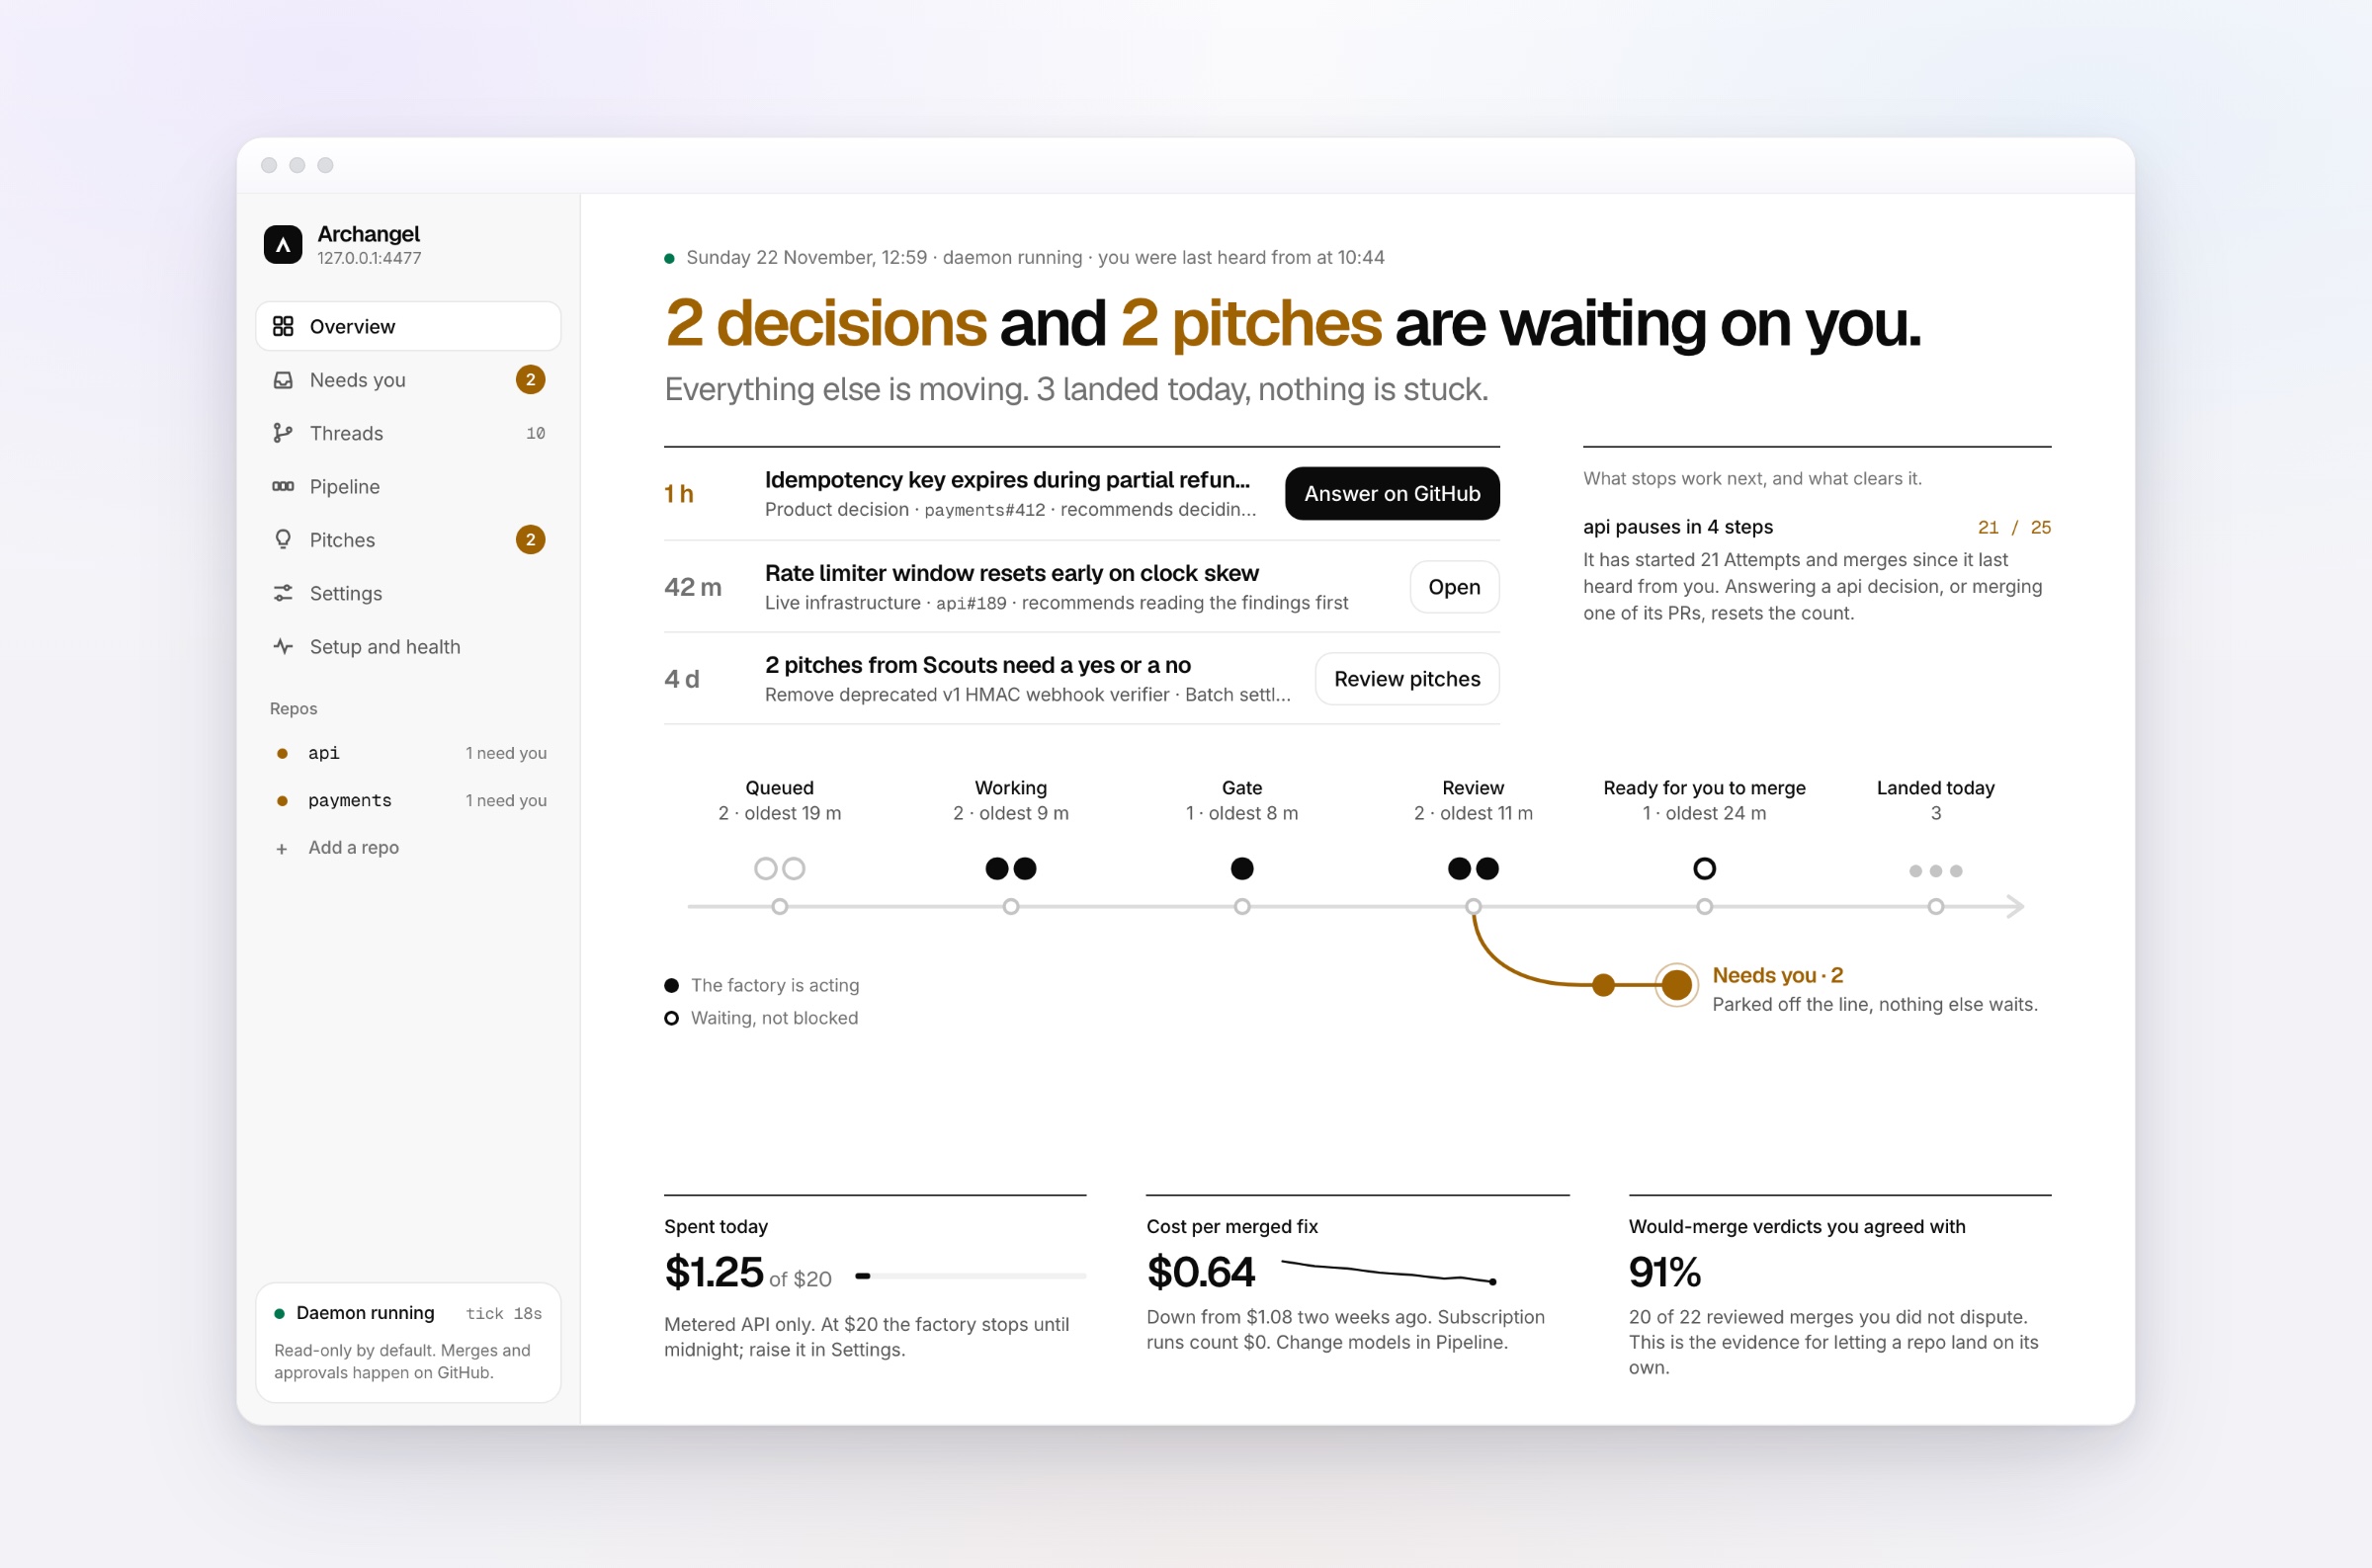 Archangel
127.0.0.1:4477
Overview
Needs you 2
Threads 10
Pipeline
Pitches 2
Settings
Setup and health
Repos
api 1 need you
payments 1 need you
+ Add a repo
Daemon running tick 18s
Read-only by default. Merges and
approvals happen on GitHub.
Sunday 22 November, 12:59 · daemon running · you were last heard from at 10:44
2 decisions and 2 pitches are waiting on you.
Everything else is moving. 3 landed today, nothing is stuck.
1 h
Idempotency key expires during partial refun...
Product decision · payments#412 · recommends decidin...
Answer on GitHub
42 m
Rate limiter window resets early on clock skew
Live infrastructure · api#189 · recommends reading the findings first
Open
4 d
2 pitches from Scouts need a yes or a no
Remove deprecated v1 HMAC webhook verifier · Batch settl...
Review pitches
What stops work next, and what clears it.
api pauses in 4 steps 21 / 25
It has started 21 Attempts and merges since it last
heard from you. Answering a api decision, or merging
one of its PRs, resets the count.
Queued
2 · oldest 19 m
Working
2 · oldest 9 m
Gate
1 · oldest 8 m
Review
2 · oldest 11 m
Ready for you to merge
1 · oldest 24 m
Landed today
3
The factory is acting
Waiting, not blocked
Needs you · 2
Parked off the line, nothing else waits.
Spent today
$1.25 of $20
Metered API only. At $20 the factory stops until
midnight; raise it in Settings.
Cost per merged fix
$0.64
Down from $1.08 two weeks ago. Subscription
runs count $0. Change models in Pipeline.
Would-merge verdicts you agreed with
91%
20 of 22 reviewed merges you did not dispute.
This is the evidence for letting a repo land on its
own.